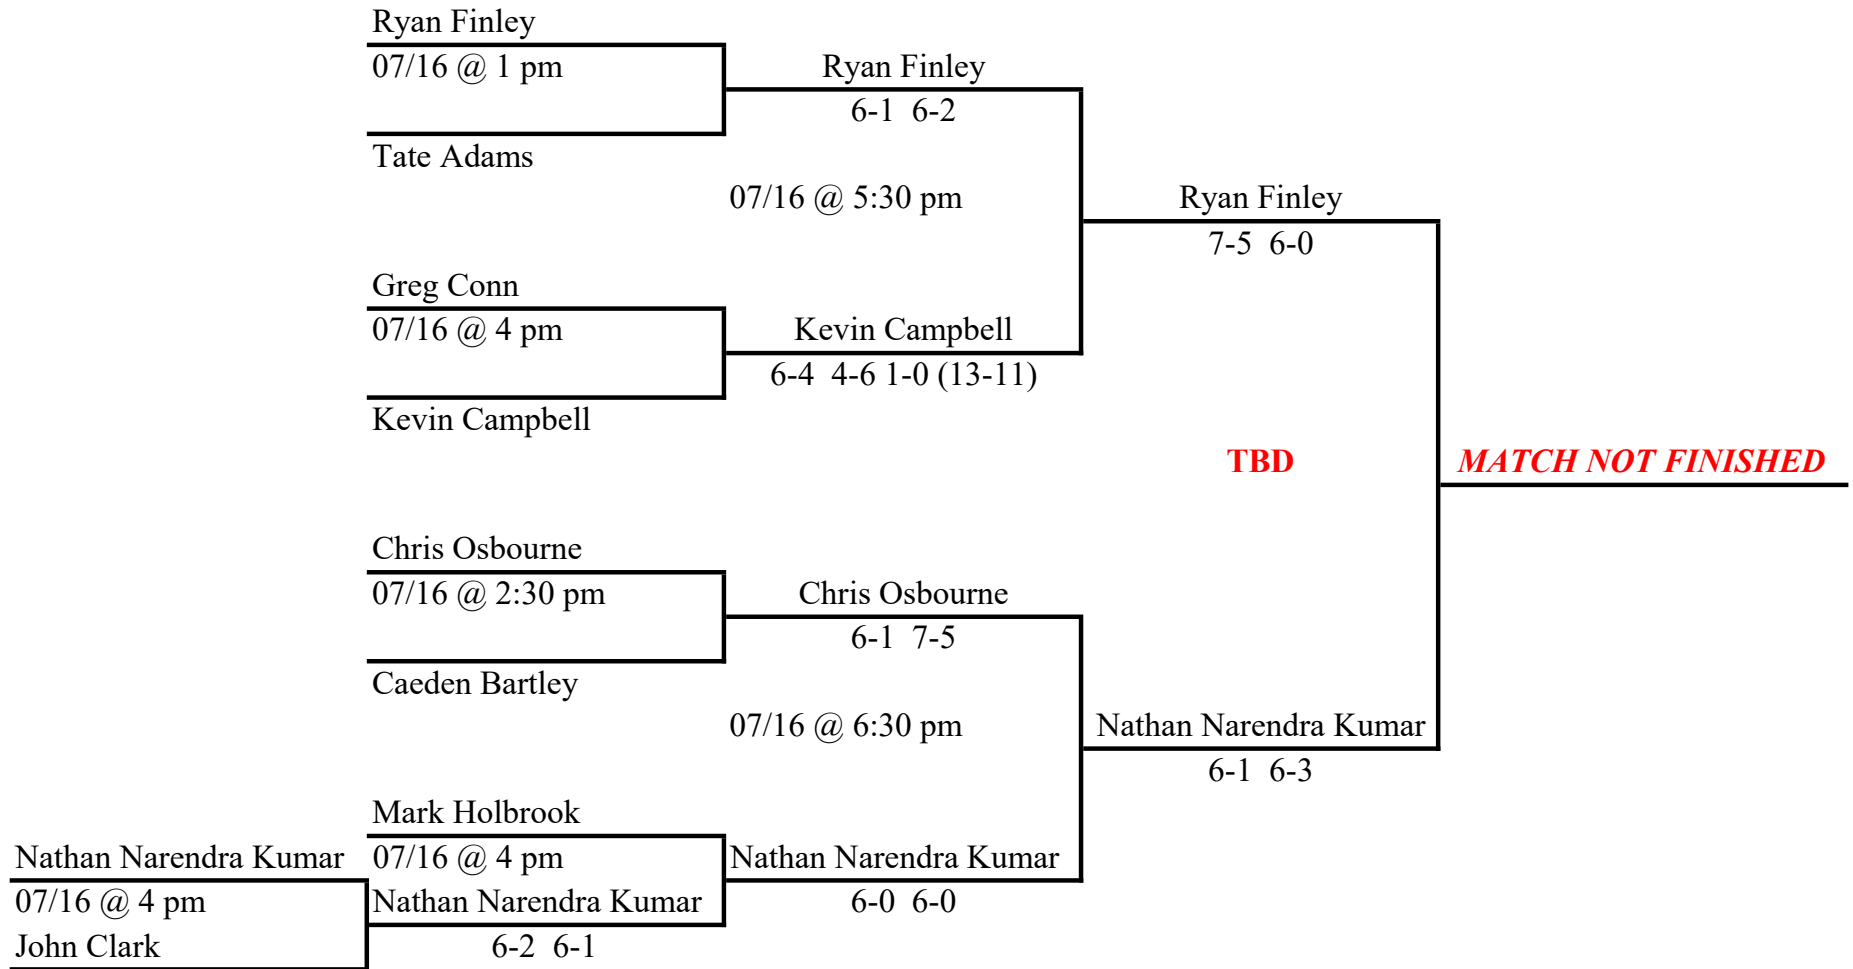 Ryan Finley
07/16 @ 1 pm
Ryan Finley
6-1  6-2
Tate Adams
07/16 @ 5:30 pm
Ryan Finley
7-5  6-0
Greg Conn
07/16 @ 4 pm
Kevin Campbell
6-4  4-6 1-0 (13-11)
Kevin Campbell
TBD
MATCH NOT FINISHED
Chris Osbourne
07/16 @ 2:30 pm
Chris Osbourne
6-1  7-5
Caeden Bartley
07/16 @ 6:30 pm
Nathan Narendra Kumar
6-1  6-3
Mark Holbrook
Nathan Narendra Kumar
07/16 @ 4 pm
Nathan Narendra Kumar
07/16 @ 4 pm
Nathan Narendra Kumar
6-0  6-0
John Clark
6-2  6-1